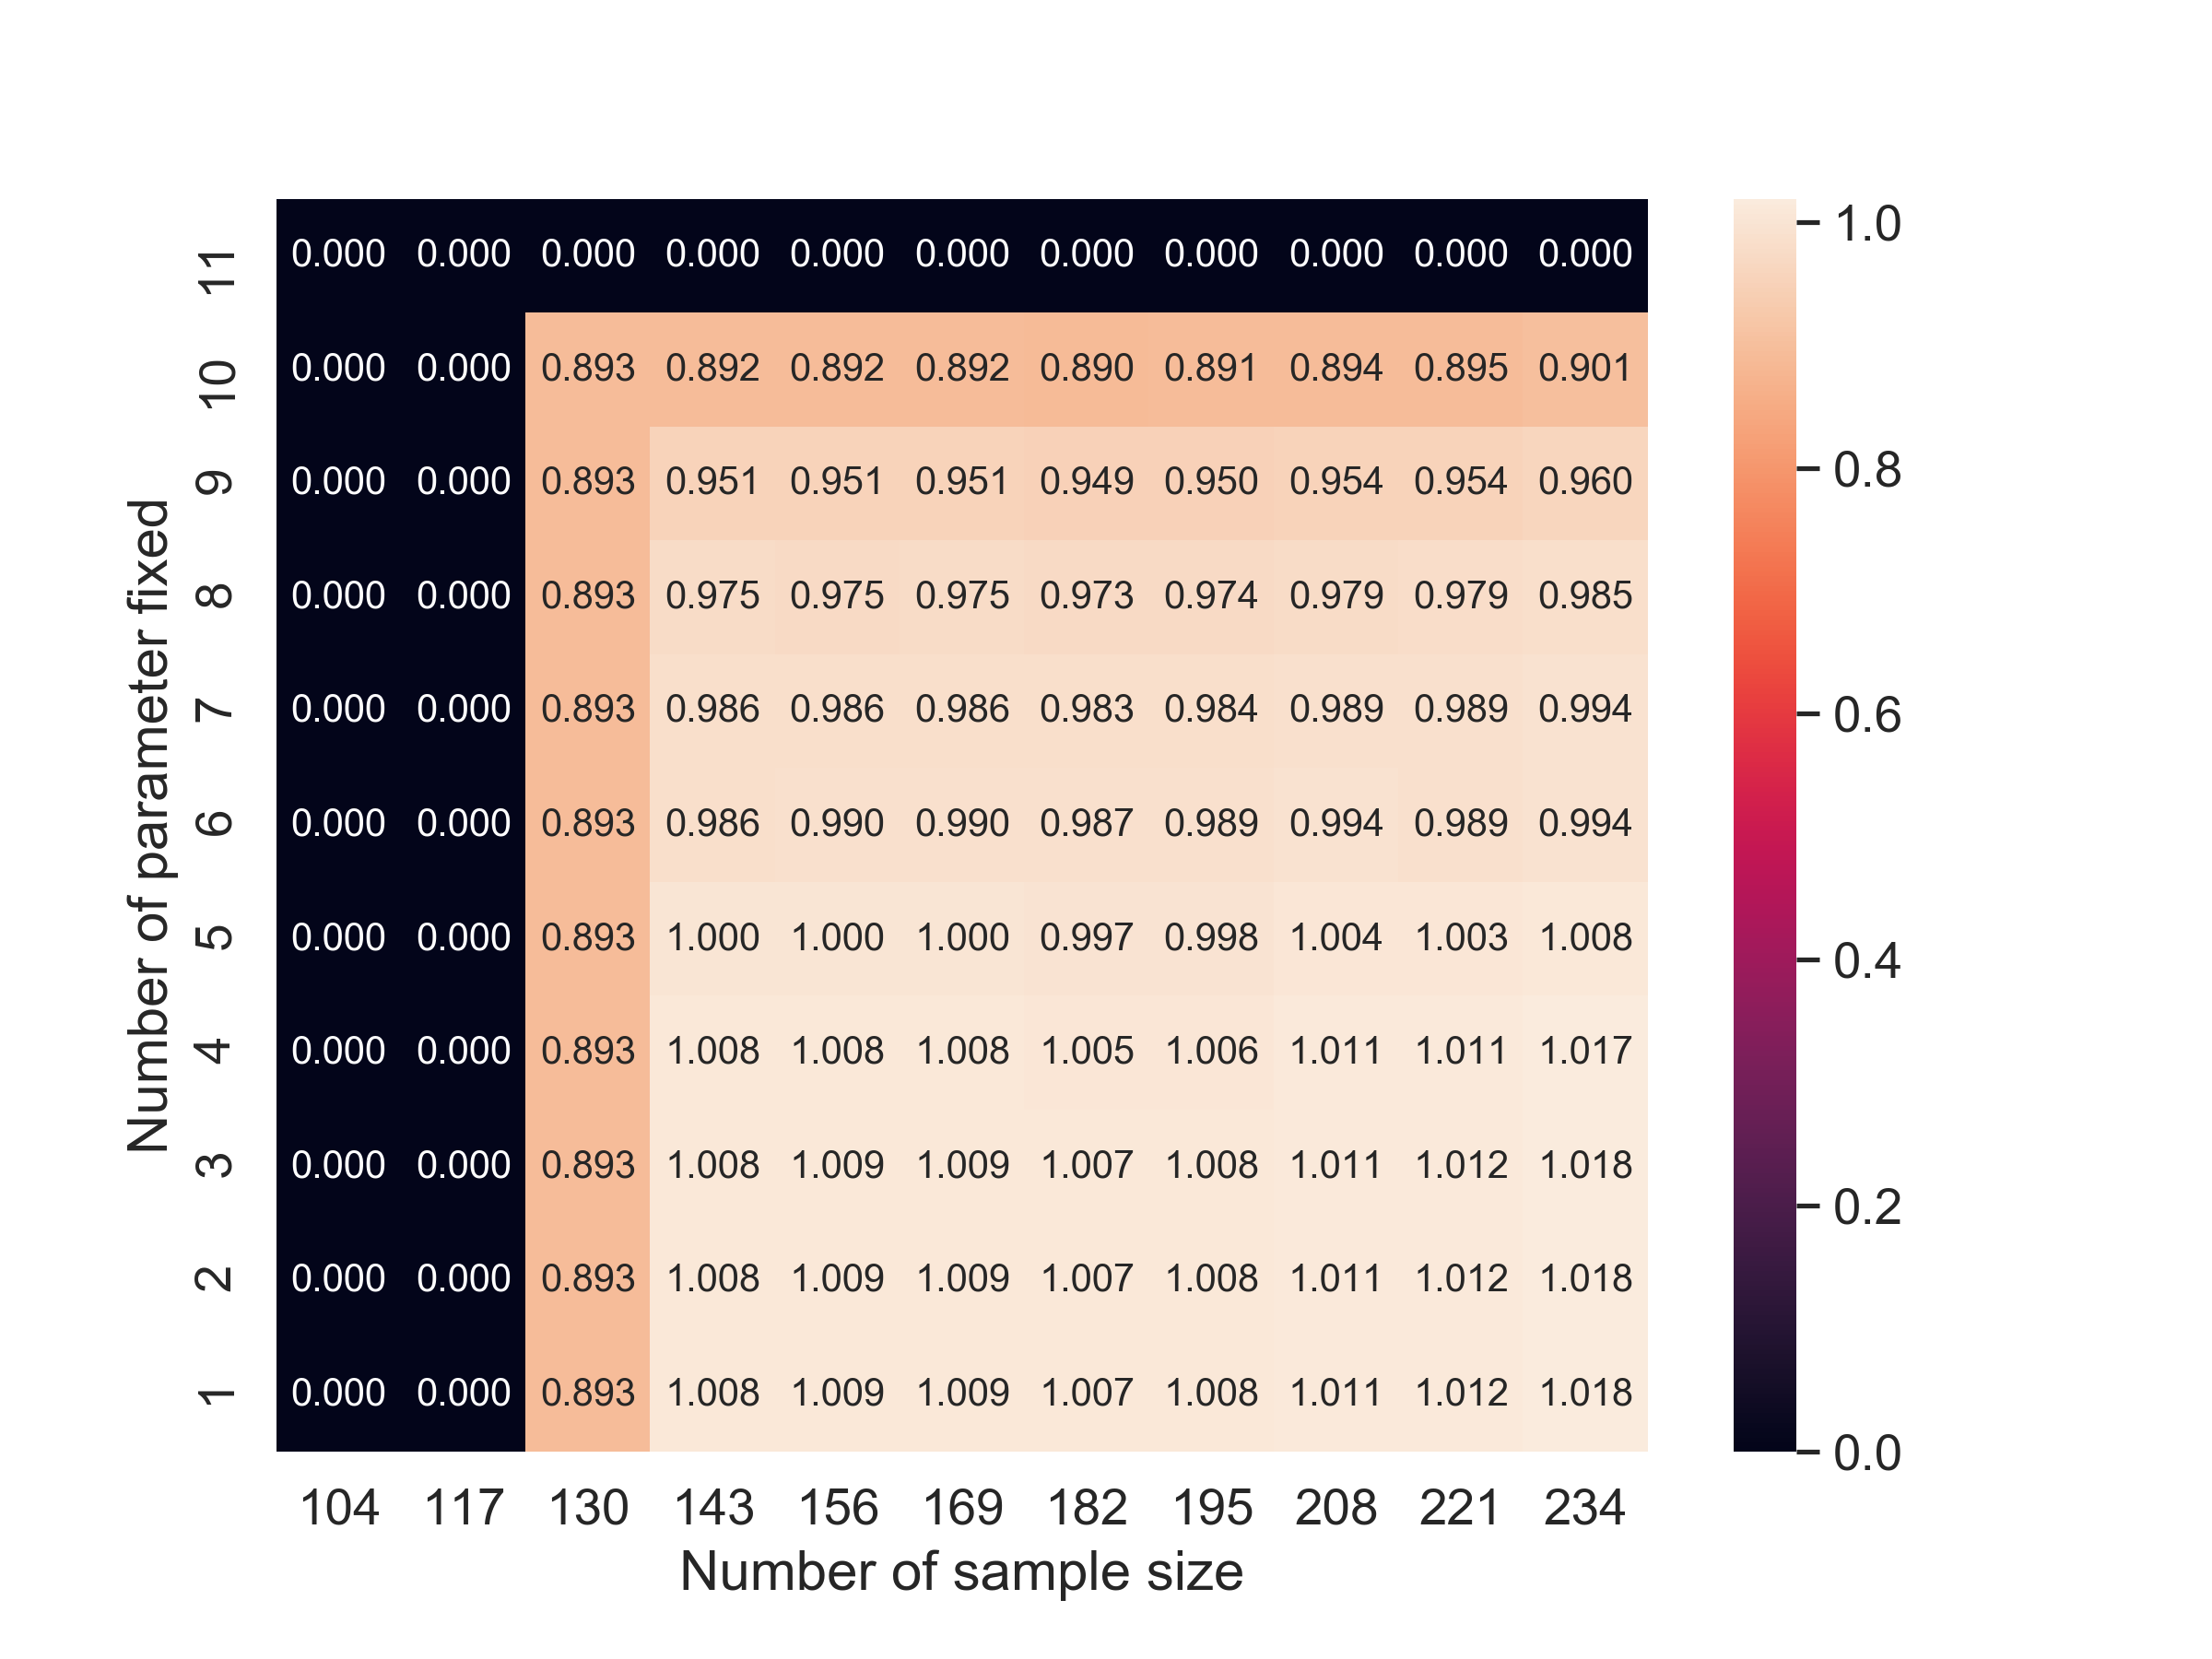 11 0.000 0.000 0.000 0.000 0.000 0.000 0.000 0.000 0.000 0.000 0.000
10 0.000 0.000 0.893 0.892 0.892 0.892 0.890 0.891 0.894 0.895 0.901
9 0.000 0.000 0.893 0.951 0.951 0.951 0.949 0.950 0.954 0.954 0.960
8 0.000 0.000 0.893 0.975 0.975 0.975 0.973 0.974 0.979 0.979 0.985
7 0.000 0.000 0.893 0.986 0.986 0.986 0.983 0.984 0.989 0.989 0.994
6 0.000 0.000 0.893 0.986 0.990 0.990 0.987 0.989 0.994 0.989 0.994
5 0.000 0.000 0.893 1.000 1.000 1.000 0.997 0.998 1.004 1.003 1.008
4 0.000 0.000 0.893 1.008 1.008 1.008 1.005 1.006 1.011 1.011 1.017
3 0.000 0.000 0.893 1.008 1.009 1.009 1.007 1.008 1.011 1.012 1.018
2 0.000 0.000 0.893 1.008 1.009 1.009 1.007 1.008 1.011 1.012 1.018
1 0.000 0.000 0.893 1.008 1.009 1.009 1.007 1.008 1.011 1.012 1.018
104 117 130 143 156 169 182 195 208 221 234
Number of sample size
Number of parameter fixed
1.0
0.8
0.6
0.4
0.2
0.0